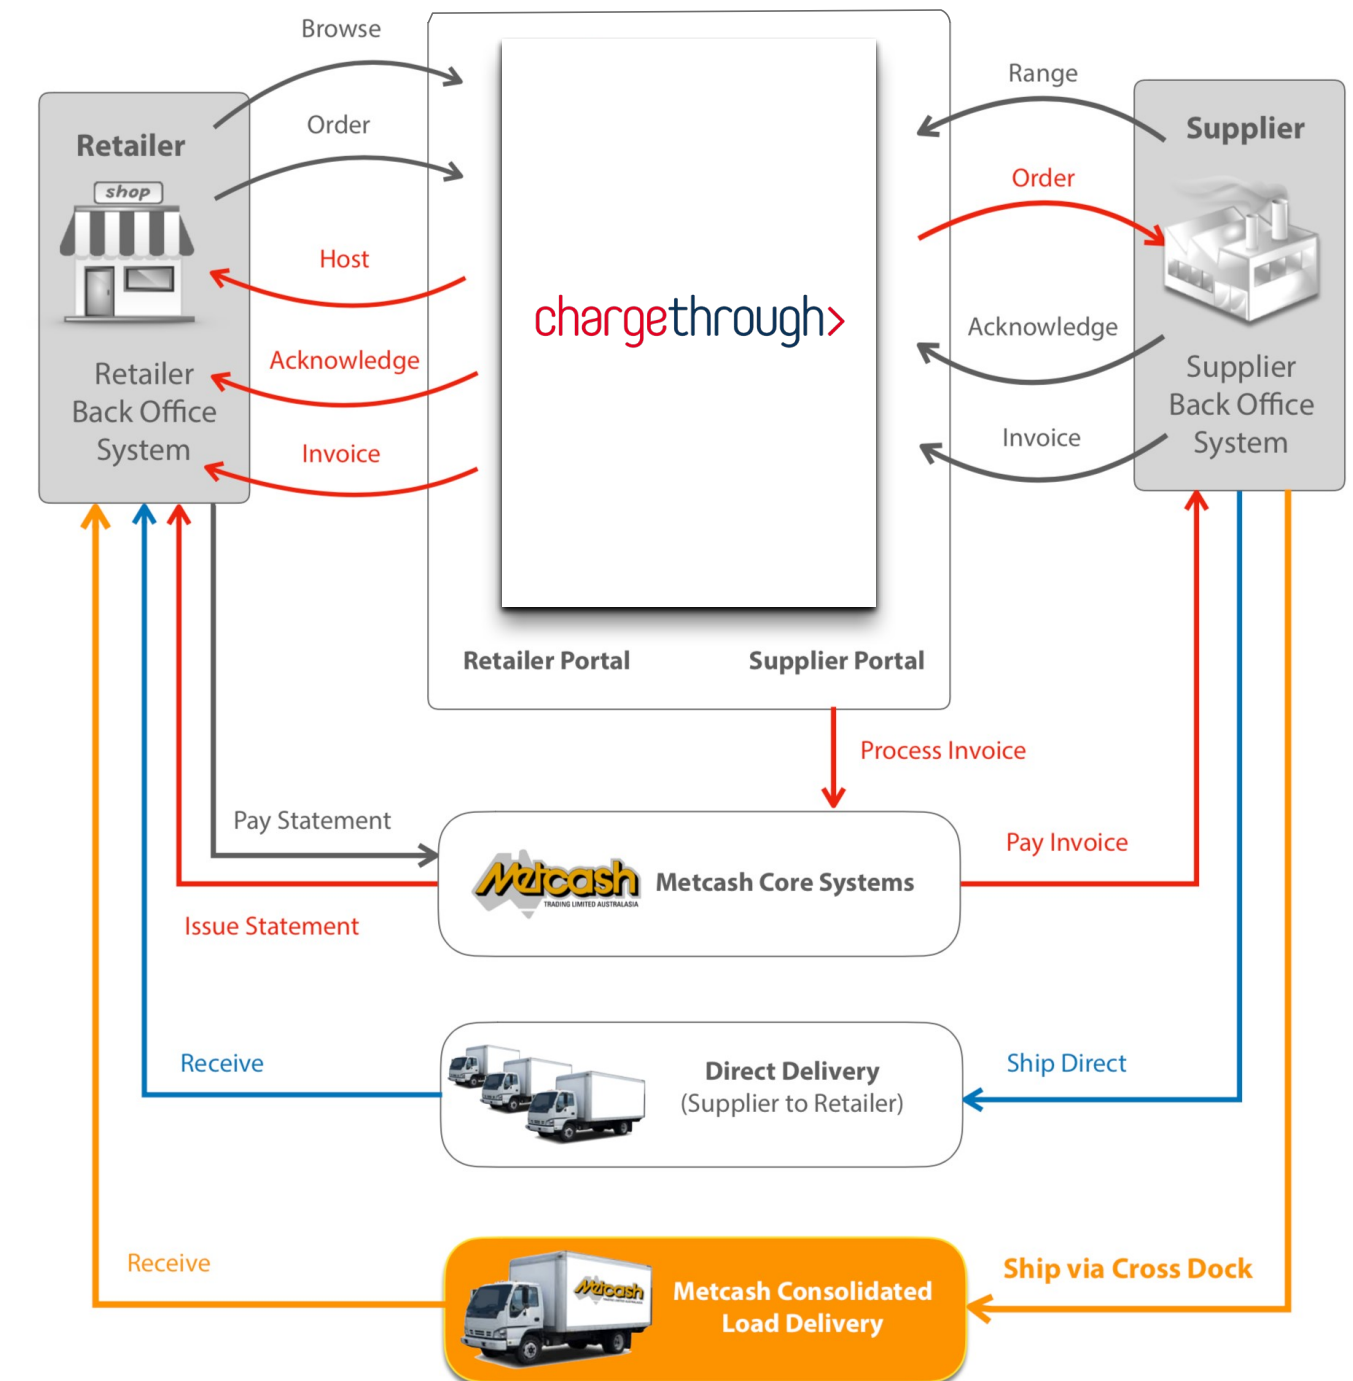 Browse
Order
Host
Acknowledge
Invoice
Retailer
shop
Retailer
Back Office
System
chargethrough>
Retailer Portal
Supplier Portal
Range
Order
Acknowledge
Invoice
Supplier
Supplier
Back Office
System
Process Invoice
Pay Statement
Issue Statement
Metcash
TRADING LIMITED AUSTRALASIA
Metcash Core Systems
Pay Invoice
Receive
Direct Delivery
(Supplier to Retailer)
Ship Direct
Receive
Metcash
Metcash Consolidated
Load Delivery
Ship via Cross Dock